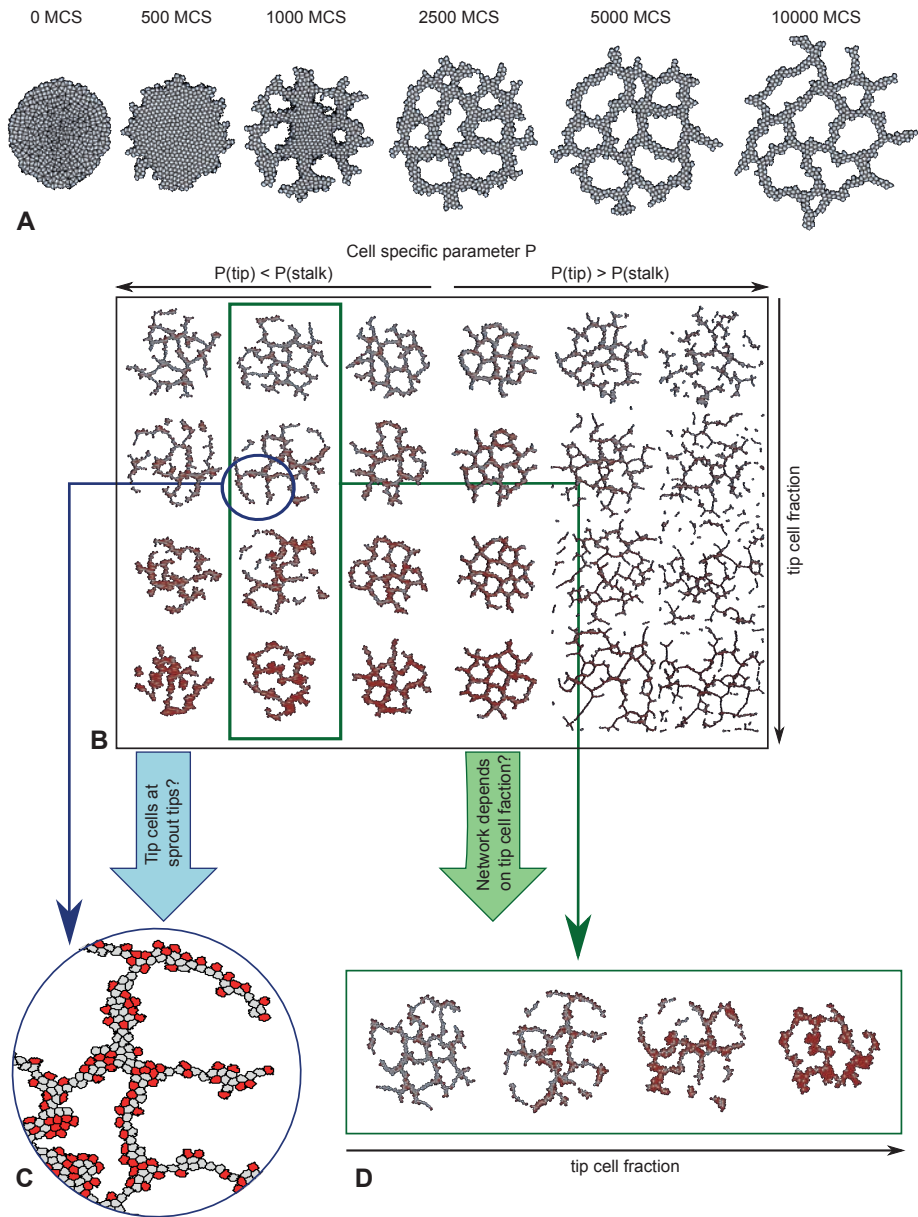 0 MCS 500 MCS 1000 MCS 2500 MCS 5000 MCS 10000 MCS
A
Cell specific parameter P
P(tip) < P(stalk) P(tip) > P(stalk)
tip cell fraction
B
Tip cells at
sprout tips?
Network depends
on tip cell faction?
C
D
tip cell fraction